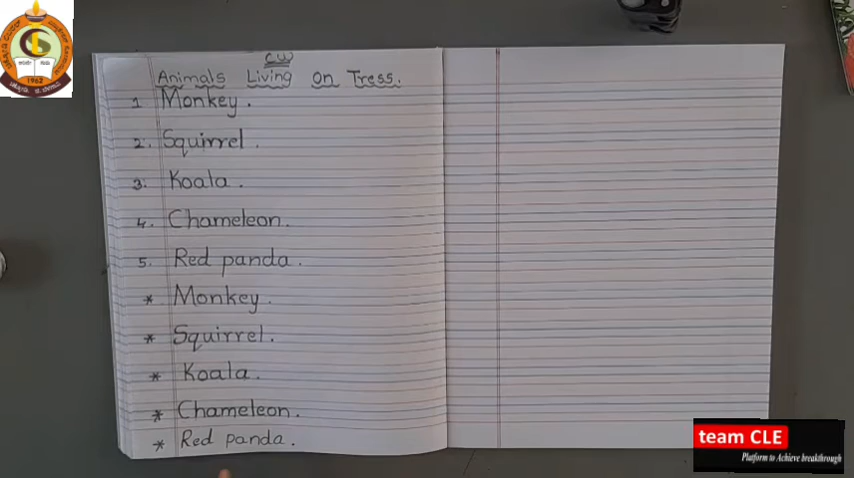 CW
Animals Living on Tress.
1 Monkey.
2. Squirrel.
3. Koala.
4. Chameleon.
5. Red panda.
* Monkey.
* Squirrel.
* Koala.
* Chameleon.
* Red panda.
1962
team CLE
Platform to Achieve breakthrough